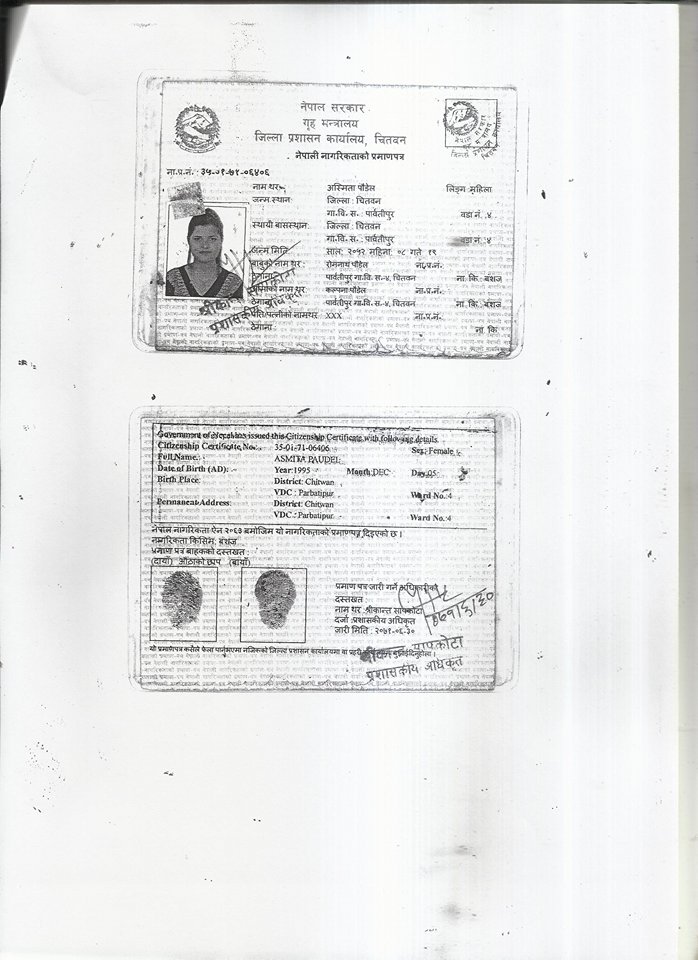 नेपाल सरकार
गृह मन्त्रालय
जिल्ला प्रशासन कार्यालय, चितवन
नेपाली नागरिकताको प्रमाणपत्र
ना.प्र.नं. : ३५-०१-७१-०६४०६
नाम थर: अस्मिता पौडेल लिङ्ग: महिला
जन्म स्थान: जिल्ला : चितवन
गा.वि.स. : पार्वतीपुर वडा नं. ४
स्थायी बासस्थान: जिल्ला : चितवन
गा.वि.स. : पार्वतीपुर वडा नं. ४
जन्म मिति : साल: २०५२ महिना: ०८ गते १९
बाबुको नाम थर : रोमनाथ पौडेल ना.प्र.नं.
ठेगाना: पार्वतीपुर गा.वि.स.-४, चितवन ना. कि.: बंशज
आमाको नाम थर: कल्पना पौडेल ना.प्र.नं.
ठेगाना: पार्वतीपुर गा.वि.स.-४, चितवन ना. कि.: बंशज
पति/पत्नीको नामथर: XXX ना.प्र.नं.
ठेगाना: ना. कि.
प्रशासकीय अधिकृत
Government of Nepal has issued this Citizenship Certificate with following details.
Citizenship Certificate No.: 35-01-71-06406 Sex: Female
Full Name.: ASMITA PAUDEL
Date of Birth (AD): Year:1995 Month:DEC Day:05
Birth Place: District: Chitwan
VDC : Parbatipur Ward No.:4
Permanent Address: District: Chitwan
VDC : Parbatipur Ward No.:4
नेपाल नागरिकता ऐन २०६३ बमोजिम यो नागरिकताको प्रमाणपत्र दिइएको छ ।
नागरिकता किसिम: बंशज
प्रमाण पत्र बाहकको दस्तखत :
(दायाँ) औंठाको छाप (बायाँ)
प्रमाण पत्र जारी गर्ने अधिकारीको
दस्तखत
नाम थर :श्रीकान्त सापकोटा
दर्जा :प्रशासकीय अधिकृत
जारी मिति : २०७१-०६-३०
यो प्रमाणपत्र कसैले फेला पारेमा नजिकको जिल्ला प्रशासन कार्यालयमा वा प्रहरी
सापकोटा
प्रशासकीय अधिकृत